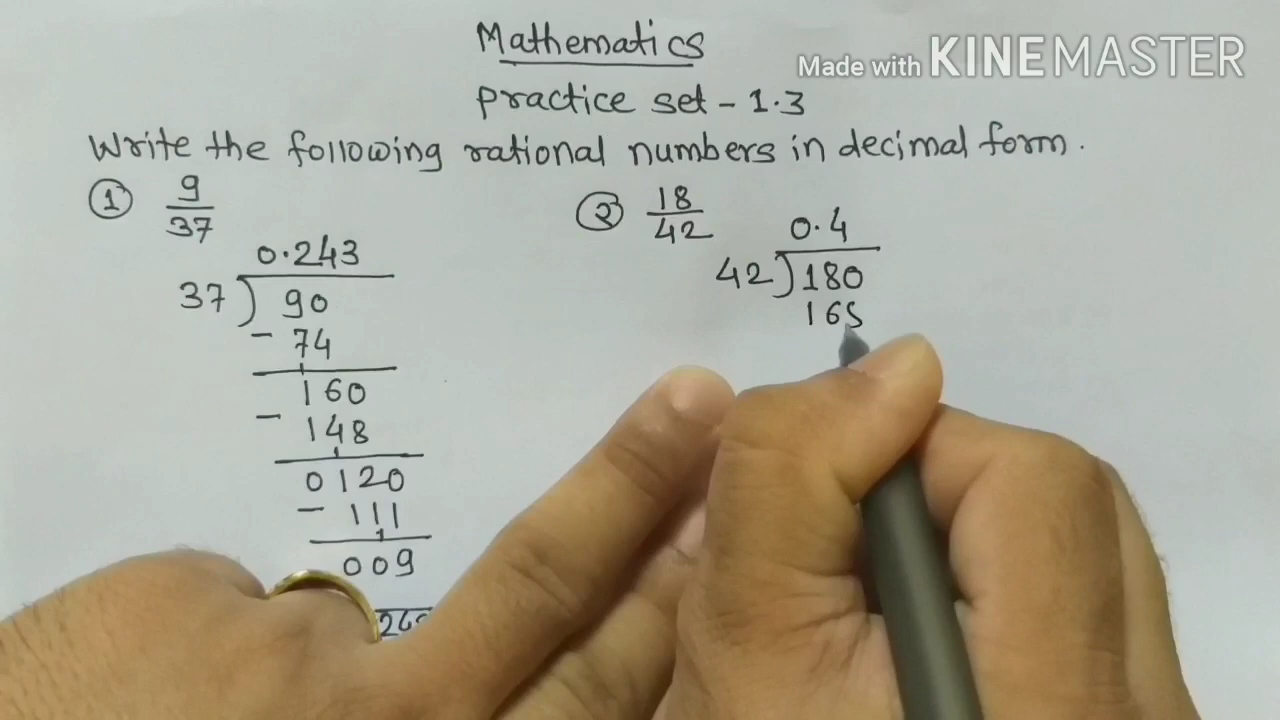 Mathematics
Made with KINEMASTER
Practice set - 1.3
Write the following rational numbers in decimal form.
① 9/37
0.243
37 ) 90
- 74
160
- 148
0120
- 111
009
② 18/42
0.4
42 ) 180